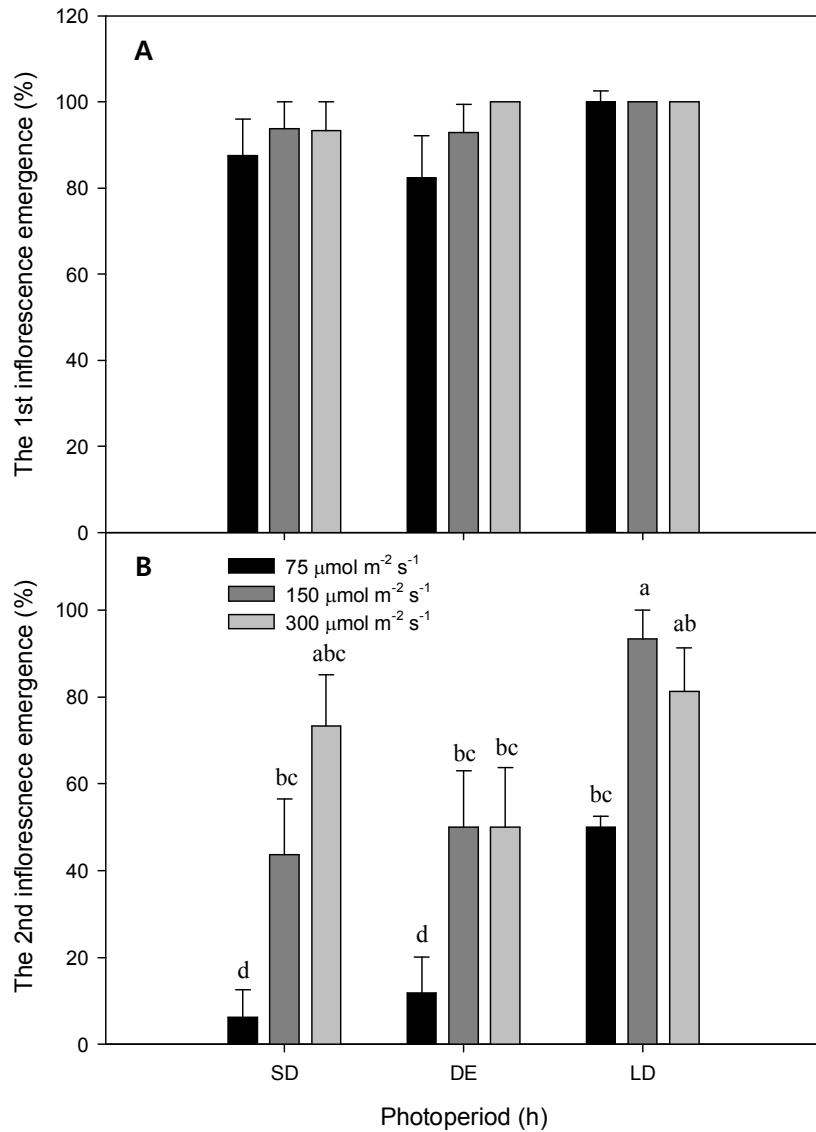 120
A
100
80
60
40
20
0
The 1st inflorescence emergence (%)
B
75 μmol m⁻² s⁻¹
150 μmol m⁻² s⁻¹
300 μmol m⁻² s⁻¹
100
80
60
40
20
0
The 2nd inflorescnece emergence (%)
d
bc
abc
d
bc
bc
bc
a
ab
SD
DE
LD
Photoperiod (h)